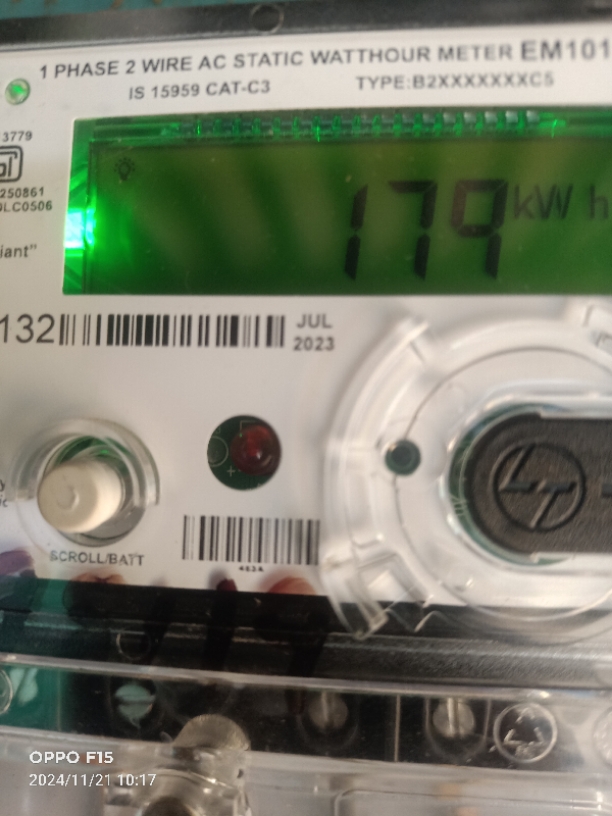 1 PHASE 2 WIRE AC STATIC WATTHOUR METER EM101
IS 15959 CAT-C3 TYPE:B2XXXXXXXC5
3779
250861
LC0506
iant"
179 kWh
132
JUL
2023
SCROLL/BATT
LT
OPPO F15
2024/11/21 10:17